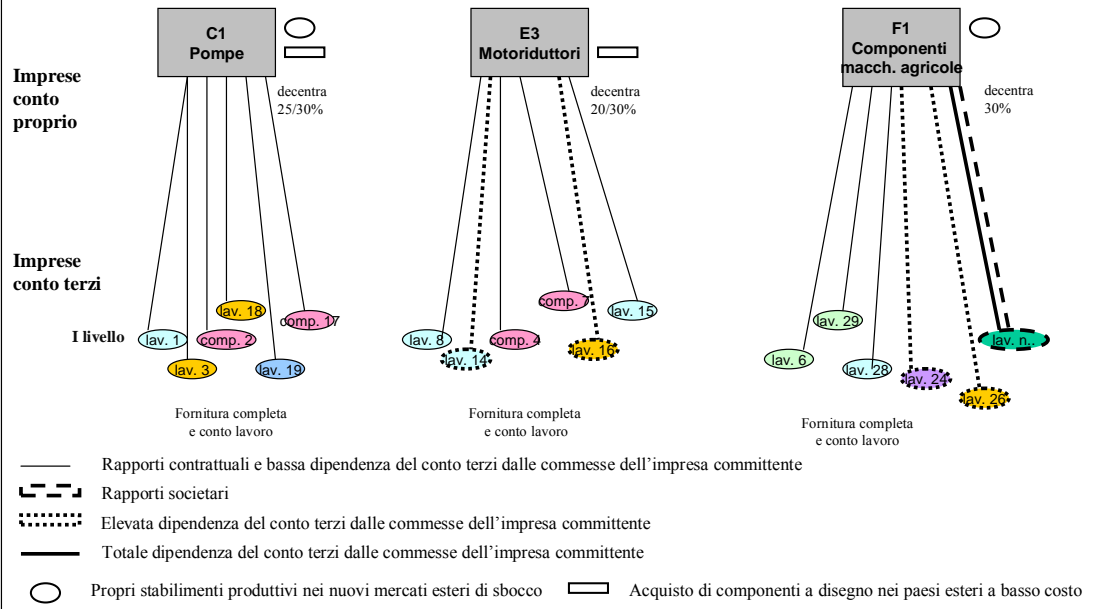 C1
Pompe
E3
Motoriduttori
F1
Componenti
macch. agricole
Imprese
conto
proprio
decentra
25/30%
decentra
20/30%
decentra
30%
Imprese
conto terzi
I livello
lav. 1
lav. 3
comp. 2
lav. 18
lav. 19
comp. 17
lav. 8
lav. 14
comp. 4
comp. 7
lav. 16
lav. 15
lav. 6
lav. 29
lav. 28
lav. 24
lav. 26
lav. n..
Fornitura completa
e conto lavoro
Fornitura completa
e conto lavoro
Fornitura completa
e conto lavoro
Rapporti contrattuali e bassa dipendenza del conto terzi dalle commesse dell'impresa committente
Rapporti societari
Elevata dipendenza del conto terzi dalle commesse dell'impresa committente
Totale dipendenza del conto terzi dalle commesse dell'impresa committente
Propri stabilimenti produttivi nei nuovi mercati esteri di sbocco
Acquisto di componenti a disegno nei paesi esteri a basso costo